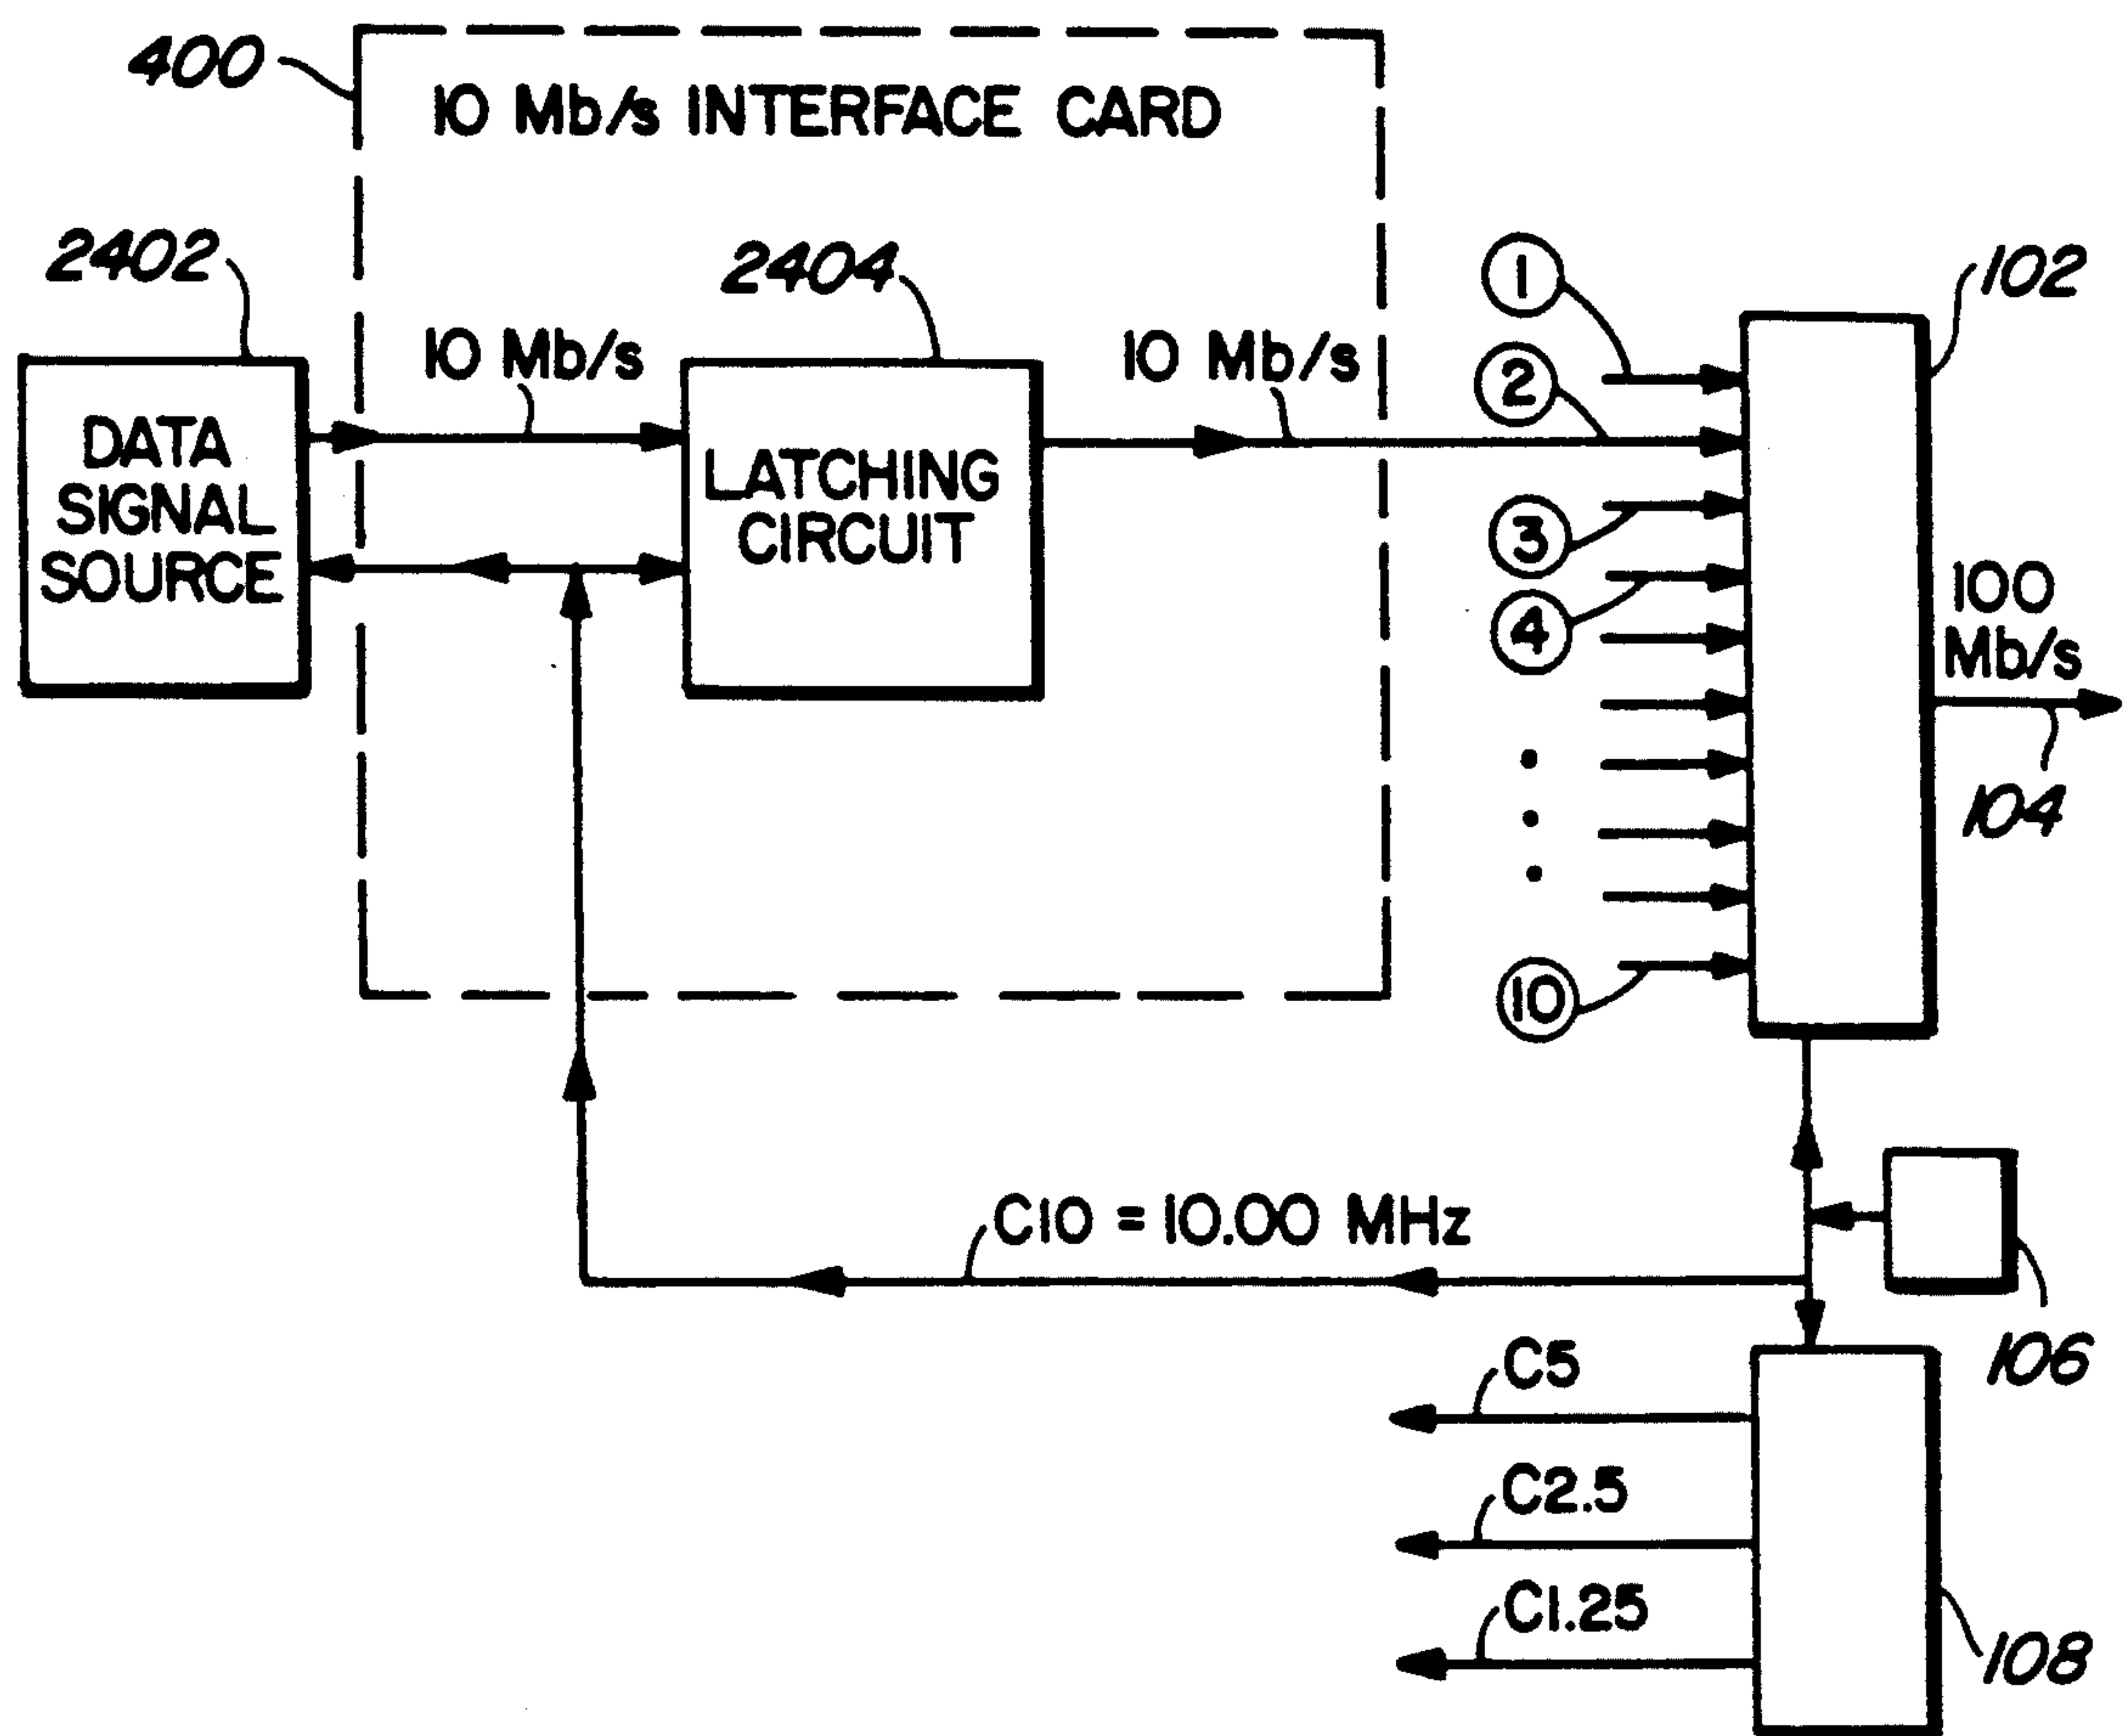 400
10 Mb/s INTERFACE CARD
2402
2404
1
102
10 Mb/s
10 Mb/s
2
DATA
SIGNAL
SOURCE
LATCHING
CIRCUIT
3
4
100
Mb/s
104
10
C10 = 10.00 MHz
106
C5
C2.5
C1.25
108